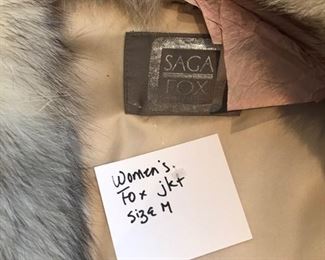 SAGA
FOX
Women's.
Fox jkt
size M